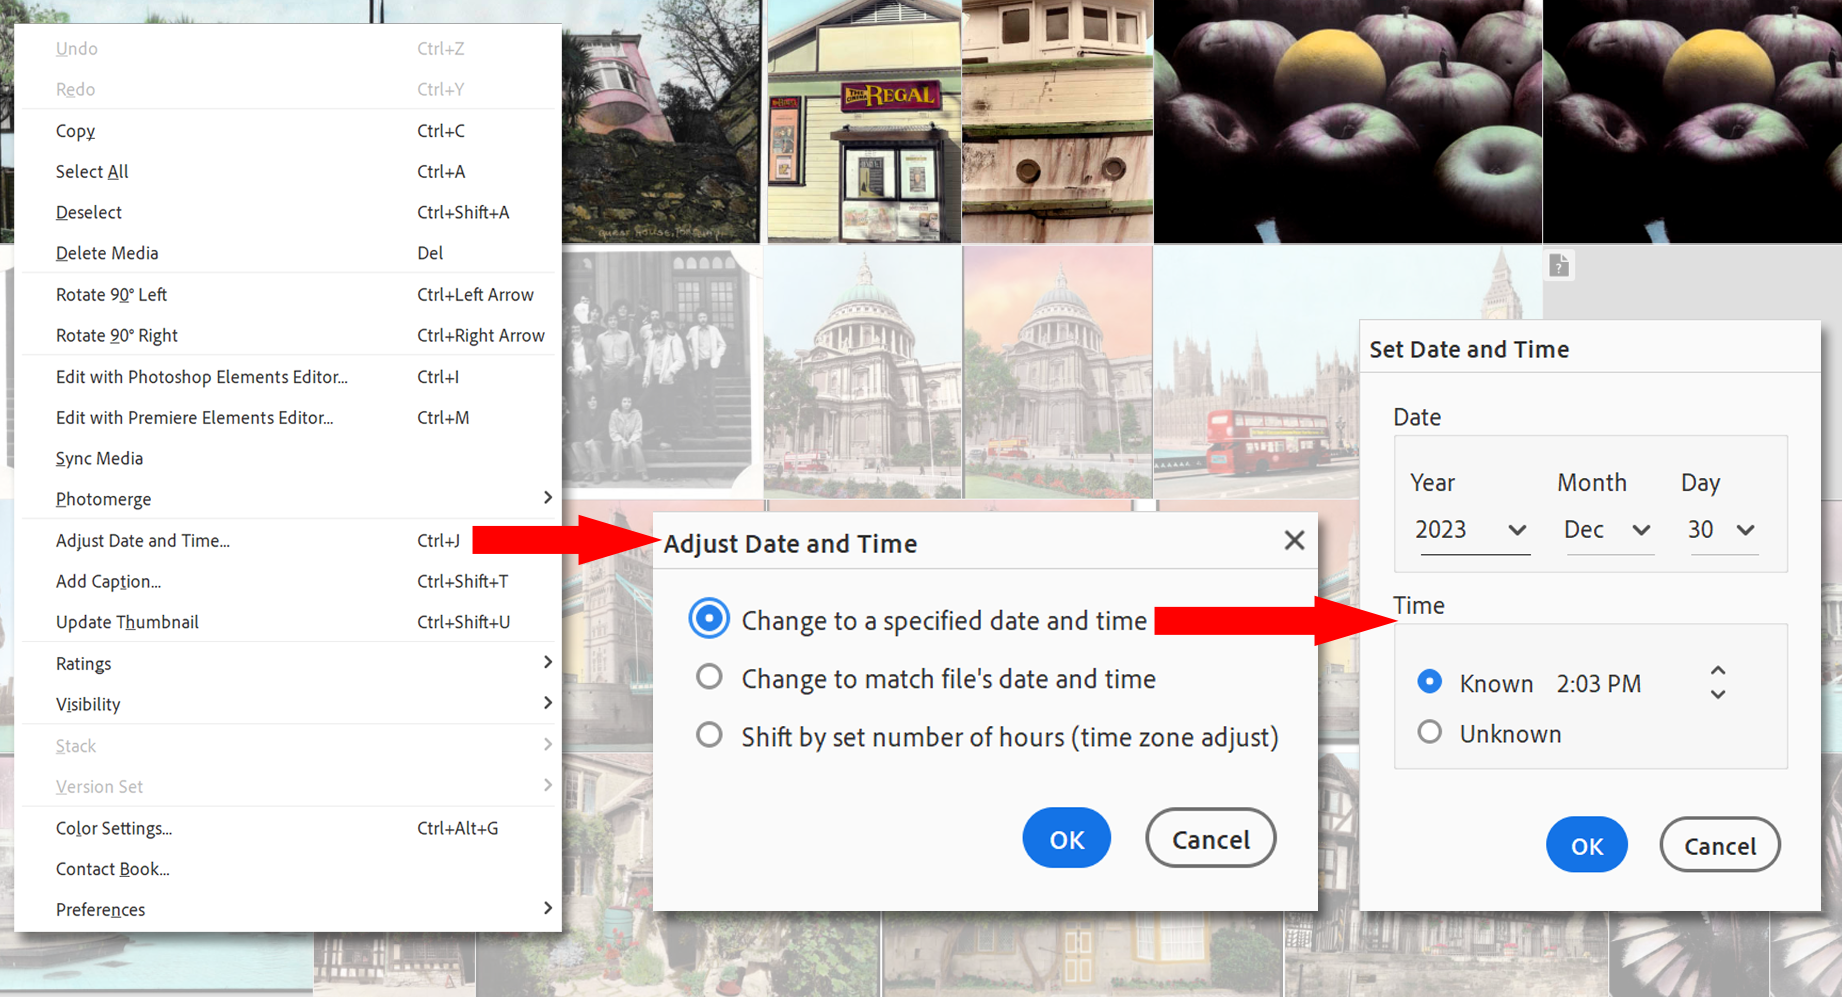 Undo Ctrl+Z
Redo Ctrl+Y
Copy Ctrl+C
Select All Ctrl+A
Deselect Ctrl+Shift+A
Delete Media Del
Rotate 90° Left Ctrl+Left Arrow
Rotate 90° Right Ctrl+Right Arrow
Edit with Photoshop Elements Editor... Ctrl+I
Edit with Premiere Elements Editor... Ctrl+M
Sync Media
Photomerge
Adjust Date and Time... Ctrl+J
Add Caption... Ctrl+Shift+T
Update Thumbnail Ctrl+Shift+U
Ratings
Visibility
Stack
Version Set
Color Settings... Ctrl+Alt+G
Contact Book...
Preferences
THE CINEMA REGAL
?
Adjust Date and Time
Change to a specified date and time
Change to match file's date and time
Shift by set number of hours (time zone adjust)
OK Cancel
Set Date and Time
Date
Year Month Day
2023 Dec 30
Time
Known 2:03 PM
Unknown
OK Cancel